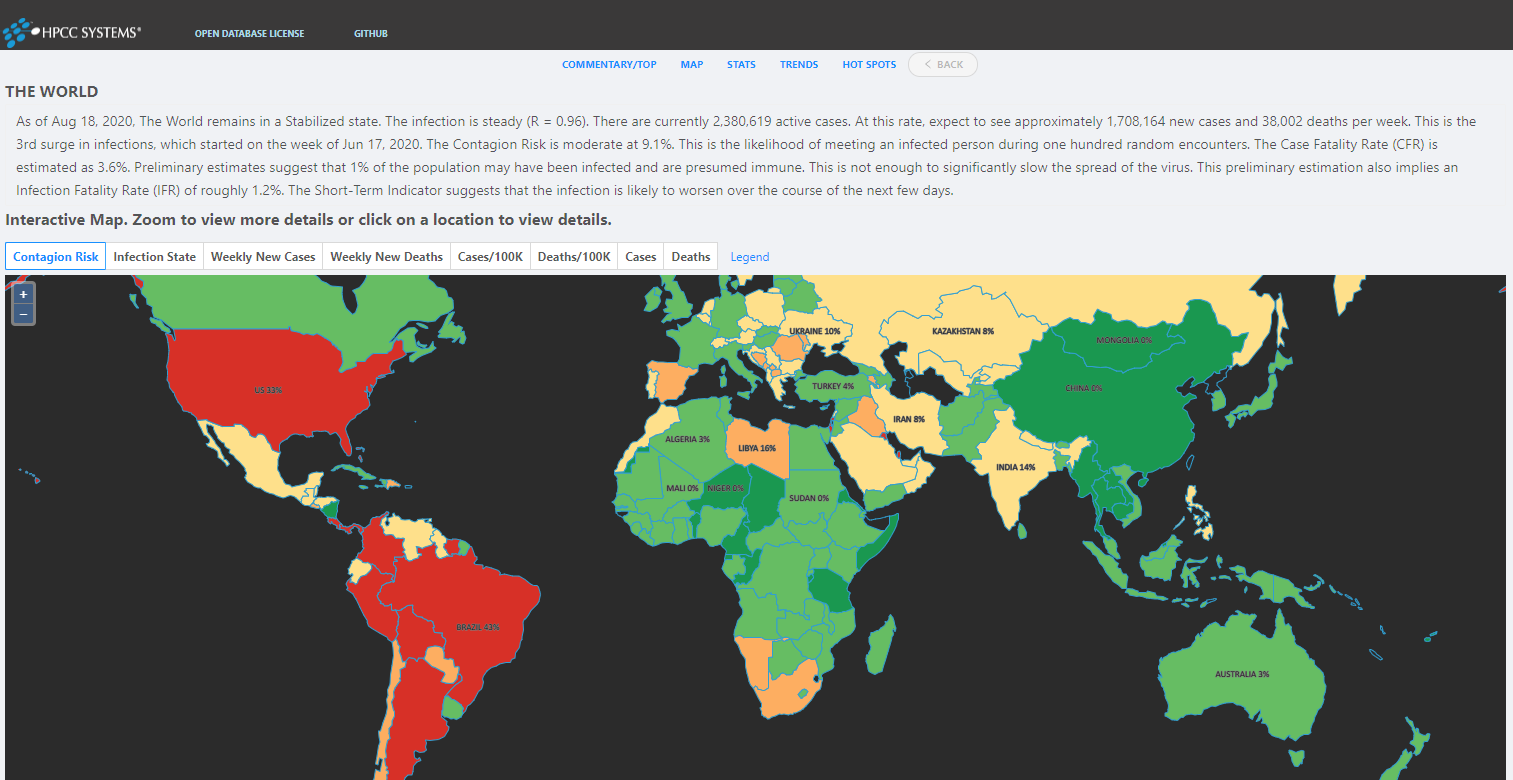 HPCC SYSTEMS®
OPEN DATABASE LICENSE
GITHUB
COMMENTARY/TOP
MAP
STATS
TRENDS
HOT SPOTS
< BACK
THE WORLD
As of Aug 18, 2020, The World remains in a Stabilized state. The infection is steady (R = 0.96). There are currently 2,380,619 active cases. At this rate, expect to see approximately 1,708,164 new cases and 38,002 deaths per week. This is the
3rd surge in infections, which started on the week of Jun 17, 2020. The Contagion Risk is moderate at 9.1%. This is the likelihood of meeting an infected person during one hundred random encounters. The Case Fatality Rate (CFR) is
estimated as 3.6%. Preliminary estimates suggest that 1% of the population may have been infected and are presumed immune. This is not enough to significantly slow the spread of the virus. This preliminary estimation also implies an
Infection Fatality Rate (IFR) of roughly 1.2%. The Short-Term Indicator suggests that the infection is likely to worsen over the course of the next few days.
Interactive Map. Zoom to view more details or click on a location to view details.
Contagion Risk
Infection State
Weekly New Cases
Weekly New Deaths
Cases/100K
Deaths/100K
Cases
Deaths
Legend
+
−
UKRAINE 10%
KAZAKHSTAN 8%
MONGOLIA 0%
US 33%
TURKEY 4%
CHINA 0%
IRAN 8%
ALGERIA 3%
LIBYA 16%
INDIA 14%
MALI 0%
NIGER 0%
SUDAN 0%
BRAZIL 43%
AUSTRALIA 3%